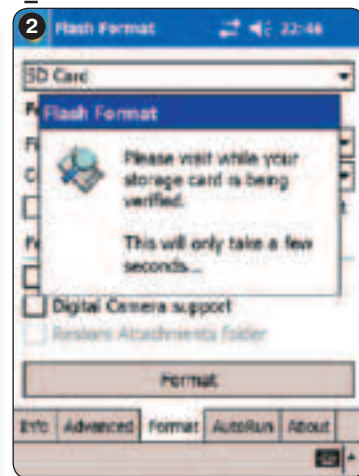 2
Flash Format 22:46
SD Card
Flash Format
Please wait while your
storage card is being
verified.
This will only take a few
seconds...
Digital Camera support
Restore Attachments folder
Format
Info Advanced Format AutoRun About